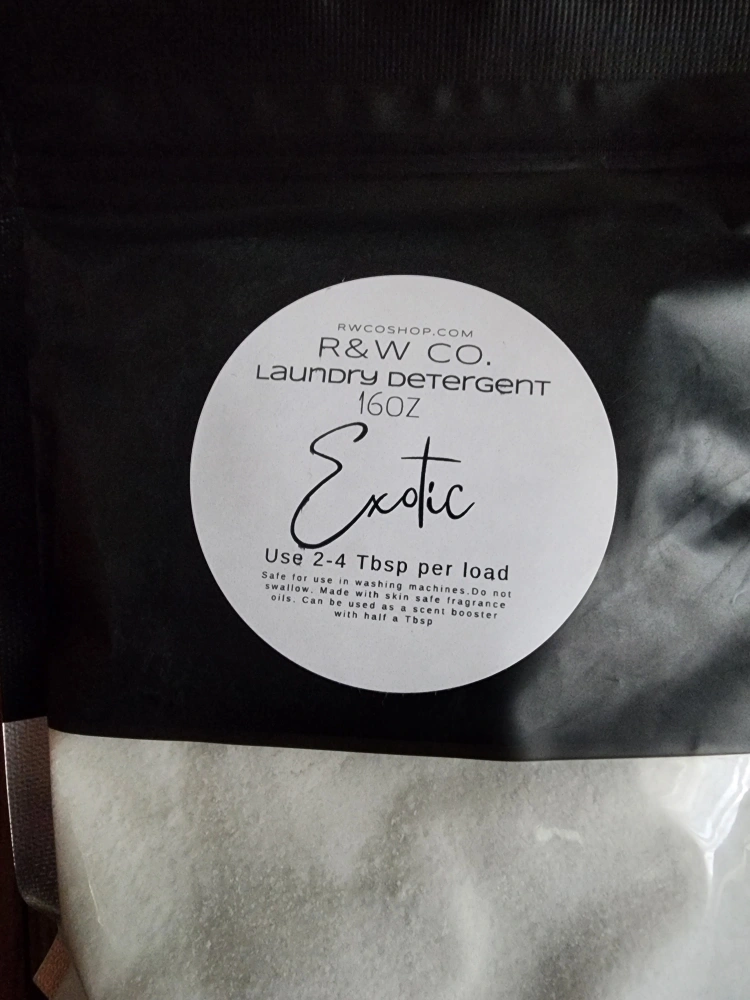 RWCOSHOP.COM
R&W CO.
Laundry Detergent
16OZ
Exotic
Use 2-4 Tbsp per load
Safe for use in washing machines.Do not
swallow. Made with skin safe fragrance
oils. Can be used as a scent booster
with half a Tbsp